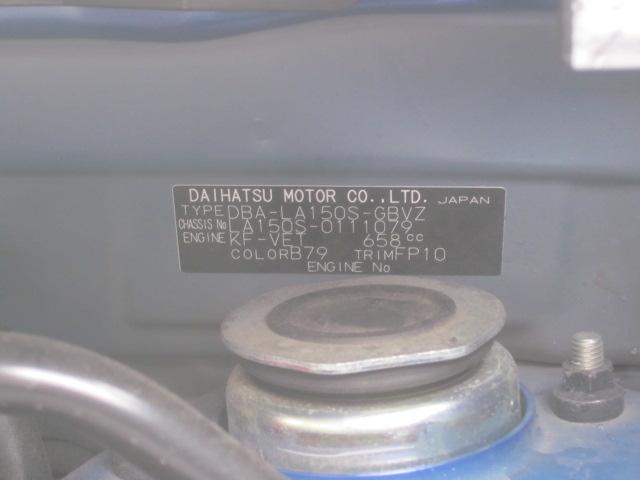 DAIHATSU MOTOR CO.,LTD. JAPAN
TYPE DBA-LA150S-GBVZ
CHASSIS No LA150S-0111079
ENGINE KF-VET 658cc
COLOR B79 TRIM FP10
ENGINE No